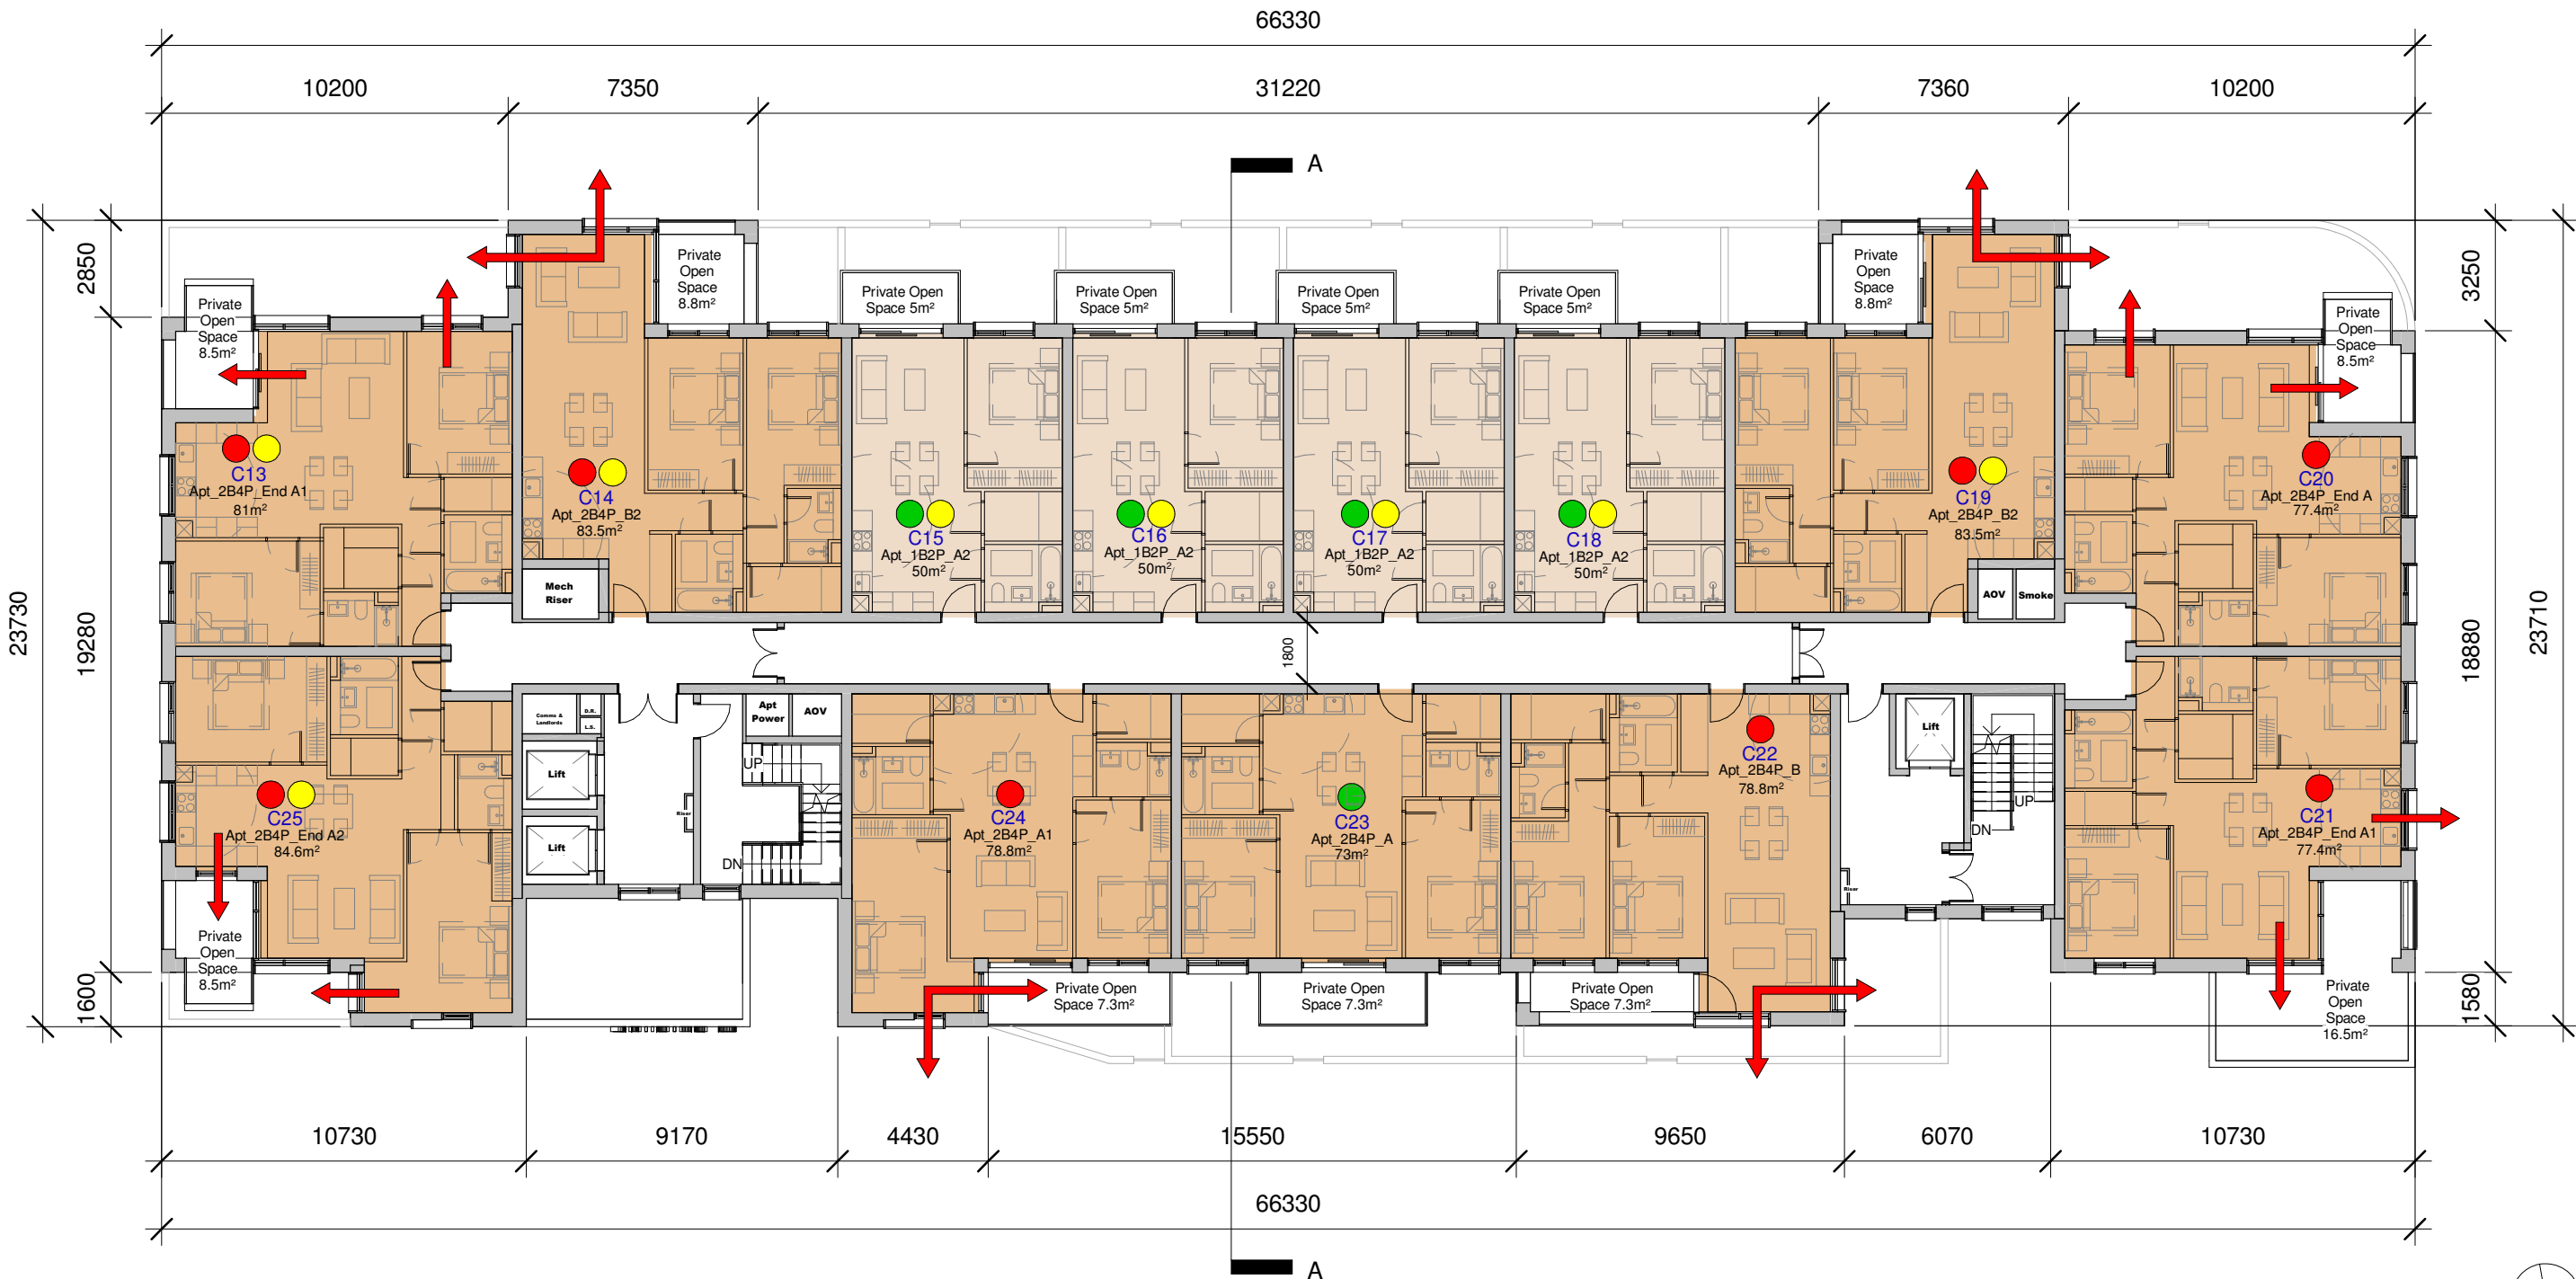 66330
10200
7350
31220
7360
10200
A
2850
19280
1600
23730
3250
18880
1580
23710
Private
Open
Space
8.5m²
Private
Open
Space
8.8m²
Private Open
Space 5m²
Private Open
Space 5m²
Private Open
Space 5m²
Private Open
Space 5m²
Private
Open
Space
8.8m²
Private
Open
Space
8.5m²
C13
Apt_2B4P_End A1
81m²
C14
Apt_2B4P_B2
83.5m²
C15
Apt_1B2P_A2
50m²
C16
Apt_1B2P_A2
50m²
C17
Apt_1B2P_A2
50m²
C18
Apt_1B2P_A2
50m²
C19
Apt_2B4P_B2
83.5m²
C20
Apt_2B4P_End A
77.4m²
Mech
Riser
AOV
Smoke
1800
Comms &
Landlords
D.R.
L.S.
Apt
Power
AOV
Lift
Lift
Riser
UP
DN
Lift
UP
DN
Riser
C25
Apt_2B4P_End A2
84.6m²
C24
Apt_2B4P_A1
78.8m²
C23
Apt_2B4P_A
73m²
C22
Apt_2B4P_B
78.8m²
C21
Apt_2B4P_End A1
77.4m²
Private
Open
Space
8.5m²
Private Open
Space 7.3m²
Private Open
Space 7.3m²
Private Open
Space 7.3m²
Private
Open
Space
16.5m²
10730
9170
4430
15550
9650
6070
10730
66330
A